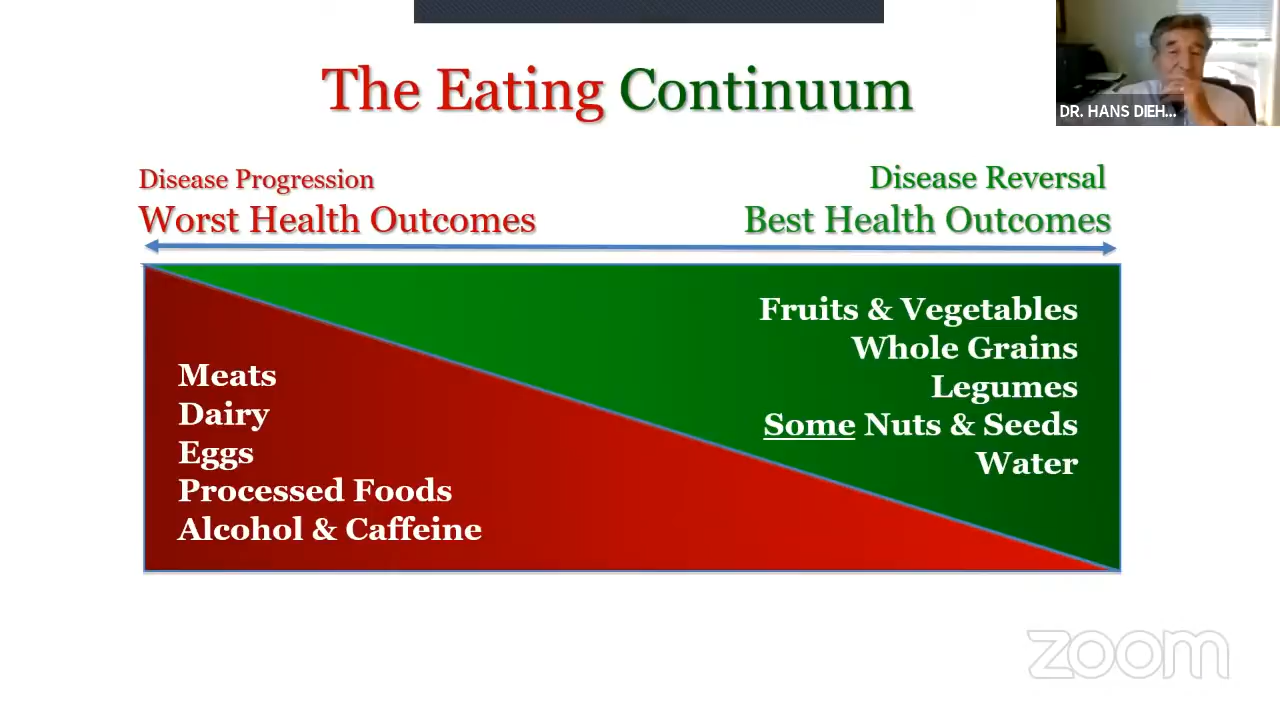 The Eating Continuum
DR. HANS DIEH...
Disease Progression
Worst Health Outcomes
Disease Reversal
Best Health Outcomes
Meats
Dairy
Eggs
Processed Foods
Alcohol & Caffeine
Fruits & Vegetables
Whole Grains
Legumes
Some Nuts & Seeds
Water
zoom